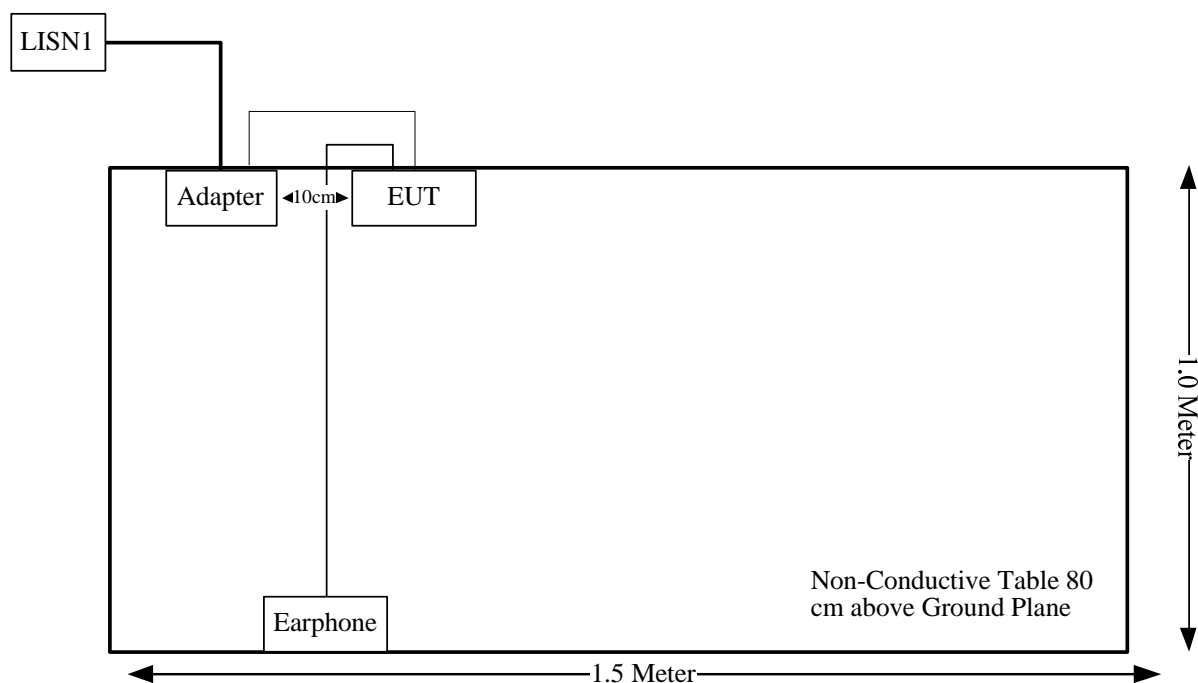 LISN1
Adapter
10cm
EUT
1.0 Meter
Non-Conductive Table 80
cm above Ground Plane
Earphone
1.5 Meter